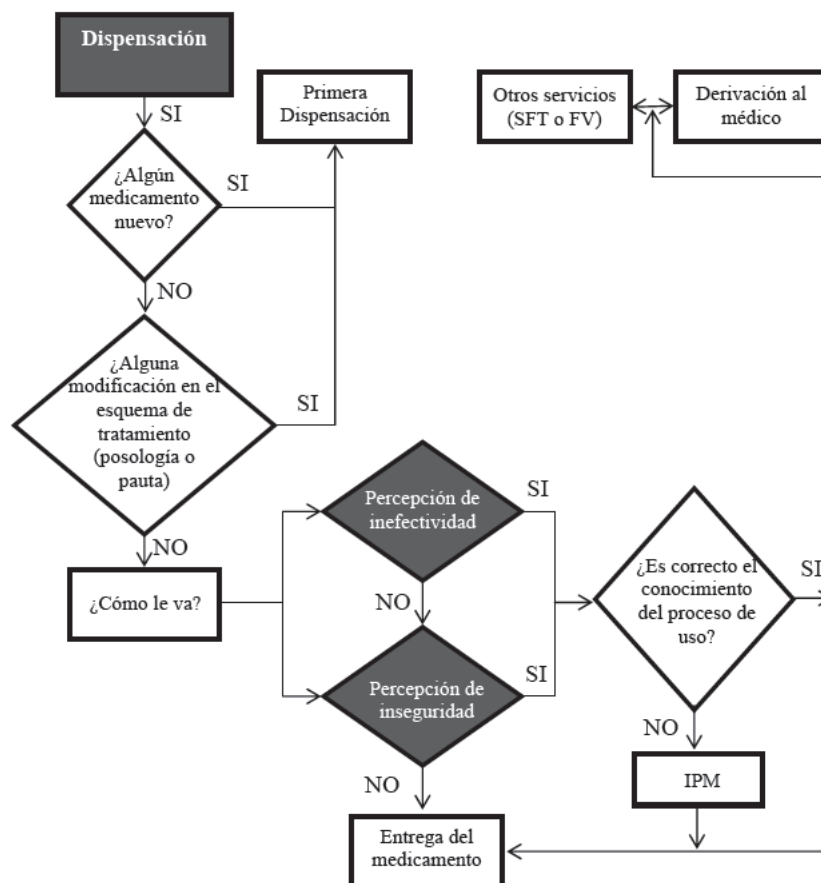 Dispensación
SI
¿Algún
medicamento
nuevo?
SI
Primera
Dispensación
Otros servicios
(SFT o FV)
Derivación al
médico
NO
¿Alguna
modificación en el
esquema de
tratamiento
(posología o
pauta)
SI
NO
¿Cómo le va?
Percepción de
inefectividad
SI
NO
Percepción de
inseguridad
SI
¿Es correcto el
conocimiento
del proceso de
uso?
SI
NO
IPM
NO
Entrega del
medicamento